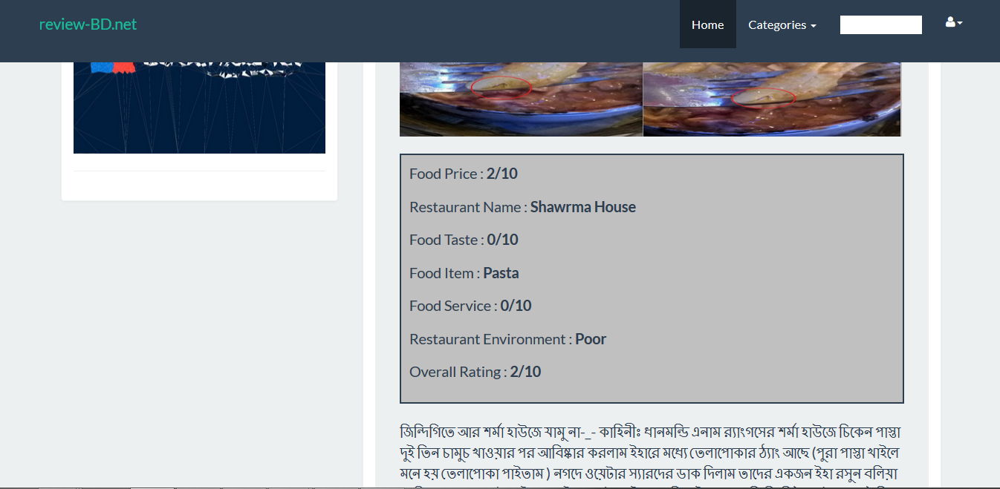 review-BD.net
Home
Categories
Food Price : 2/10
Restaurant Name : Shawrma House
Food Taste : 0/10
Food Item : Pasta
Food Service : 0/10
Restaurant Environment : Poor
Overall Rating : 2/10
জিন্দিগিতে আর শর্মা হাউজে যামু না-_- কাহিনীঃ ধানমন্ডি এনাম র‍্যাংগসের শর্মা হাউজে চিকেন পাস্তা
দুই তিন চামুচ খাওয়ার পর আবিষ্কার করলাম ইহারে মধ্যে তেলাপোকার ঠ্যাং আছে (পুরা পাস্তা খাইলে
মনে হয় তেলাপোকা পাইতাম ) নগদে ওয়েটার স্যারদের ডাক দিলাম তাদের একজন ইহা রসুন বলিয়া